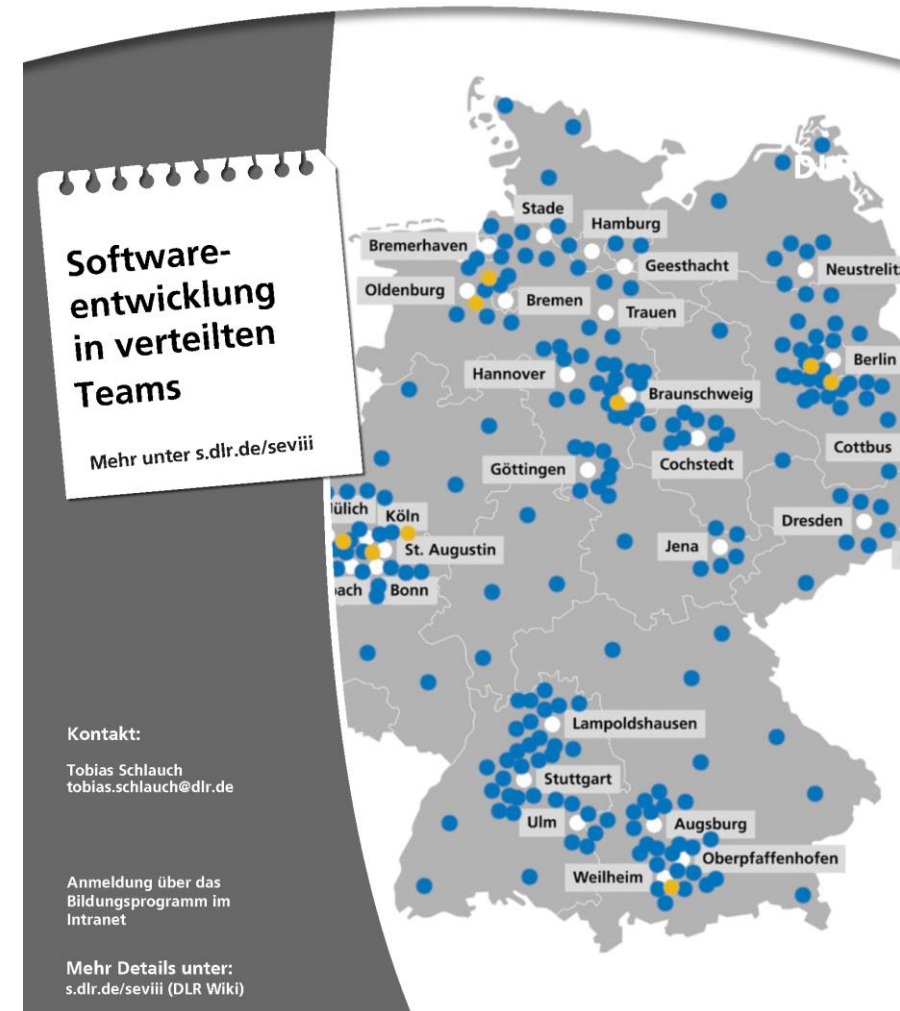 Software-
entwicklung
in verteilten
Teams
Mehr unter s.dlr.de/seviii
Kontakt:
Tobias Schlauch
tobias.schlauch@dlr.de
Anmeldung über das
Bildungsprogramm im
Intranet
Mehr Details unter:
s.dlr.de/seviii (DLR Wiki)
DLR
Stade
Hamburg
Bremerhaven
Geesthacht
Neustrelitz
Oldenburg
Bremen
Trauen
Berlin
Hannover
Braunschweig
Cottbus
Göttingen
Cochstedt
Jülich
Köln
Dresden
St. Augustin
Jena
bach
Bonn
Lampoldshausen
Stuttgart
Ulm
Augsburg
Oberpfaffenhofen
Weilheim